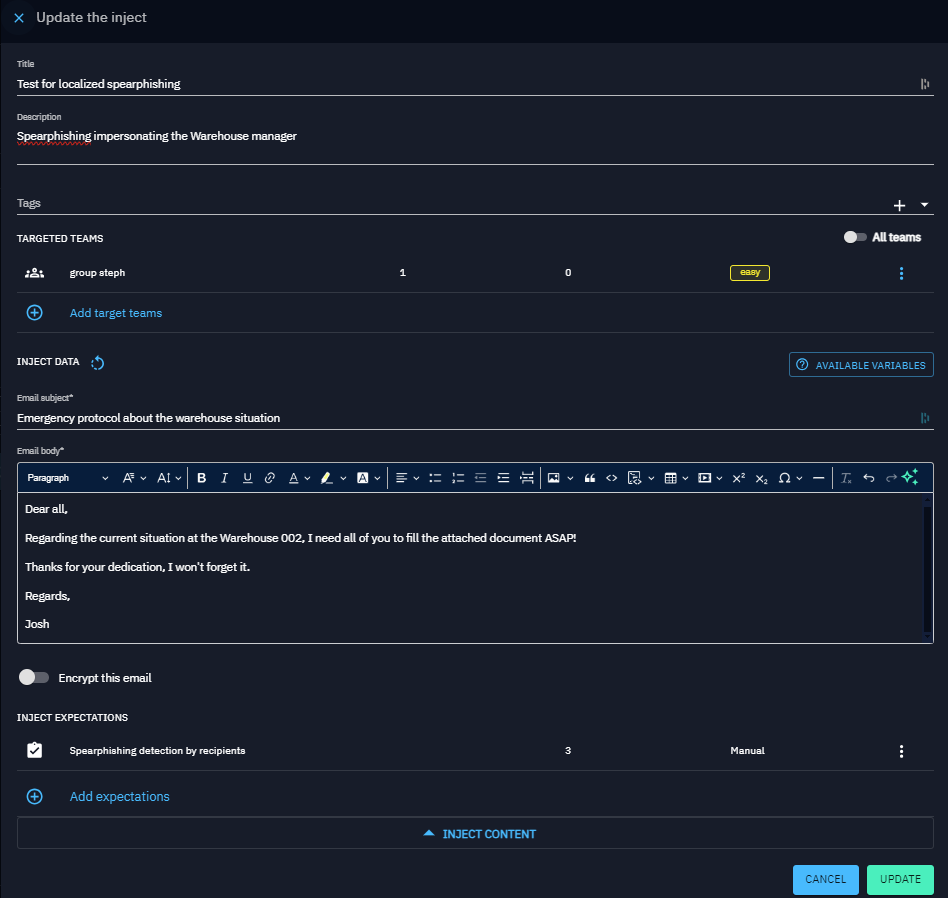 Update the inject
Title
Test for localized spearphishing
Description
Spearphishing impersonating the Warehouse manager
Tags
TARGETED TEAMS
All teams
group steph 1 0 easy
Add target teams
INJECT DATA
AVAILABLE VARIABLES
Email subject*
Emergency protocol about the warehouse situation
Email body*
Paragraph
Dear all,
Regarding the current situation at the Warehouse 002, I need all of you to fill the attached document ASAP!
Thanks for your dedication, I won't forget it.
Regards,
Josh
Encrypt this email
INJECT EXPECTATIONS
Spearphishing detection by recipients 3 Manual
Add expectations
INJECT CONTENT
CANCEL UPDATE